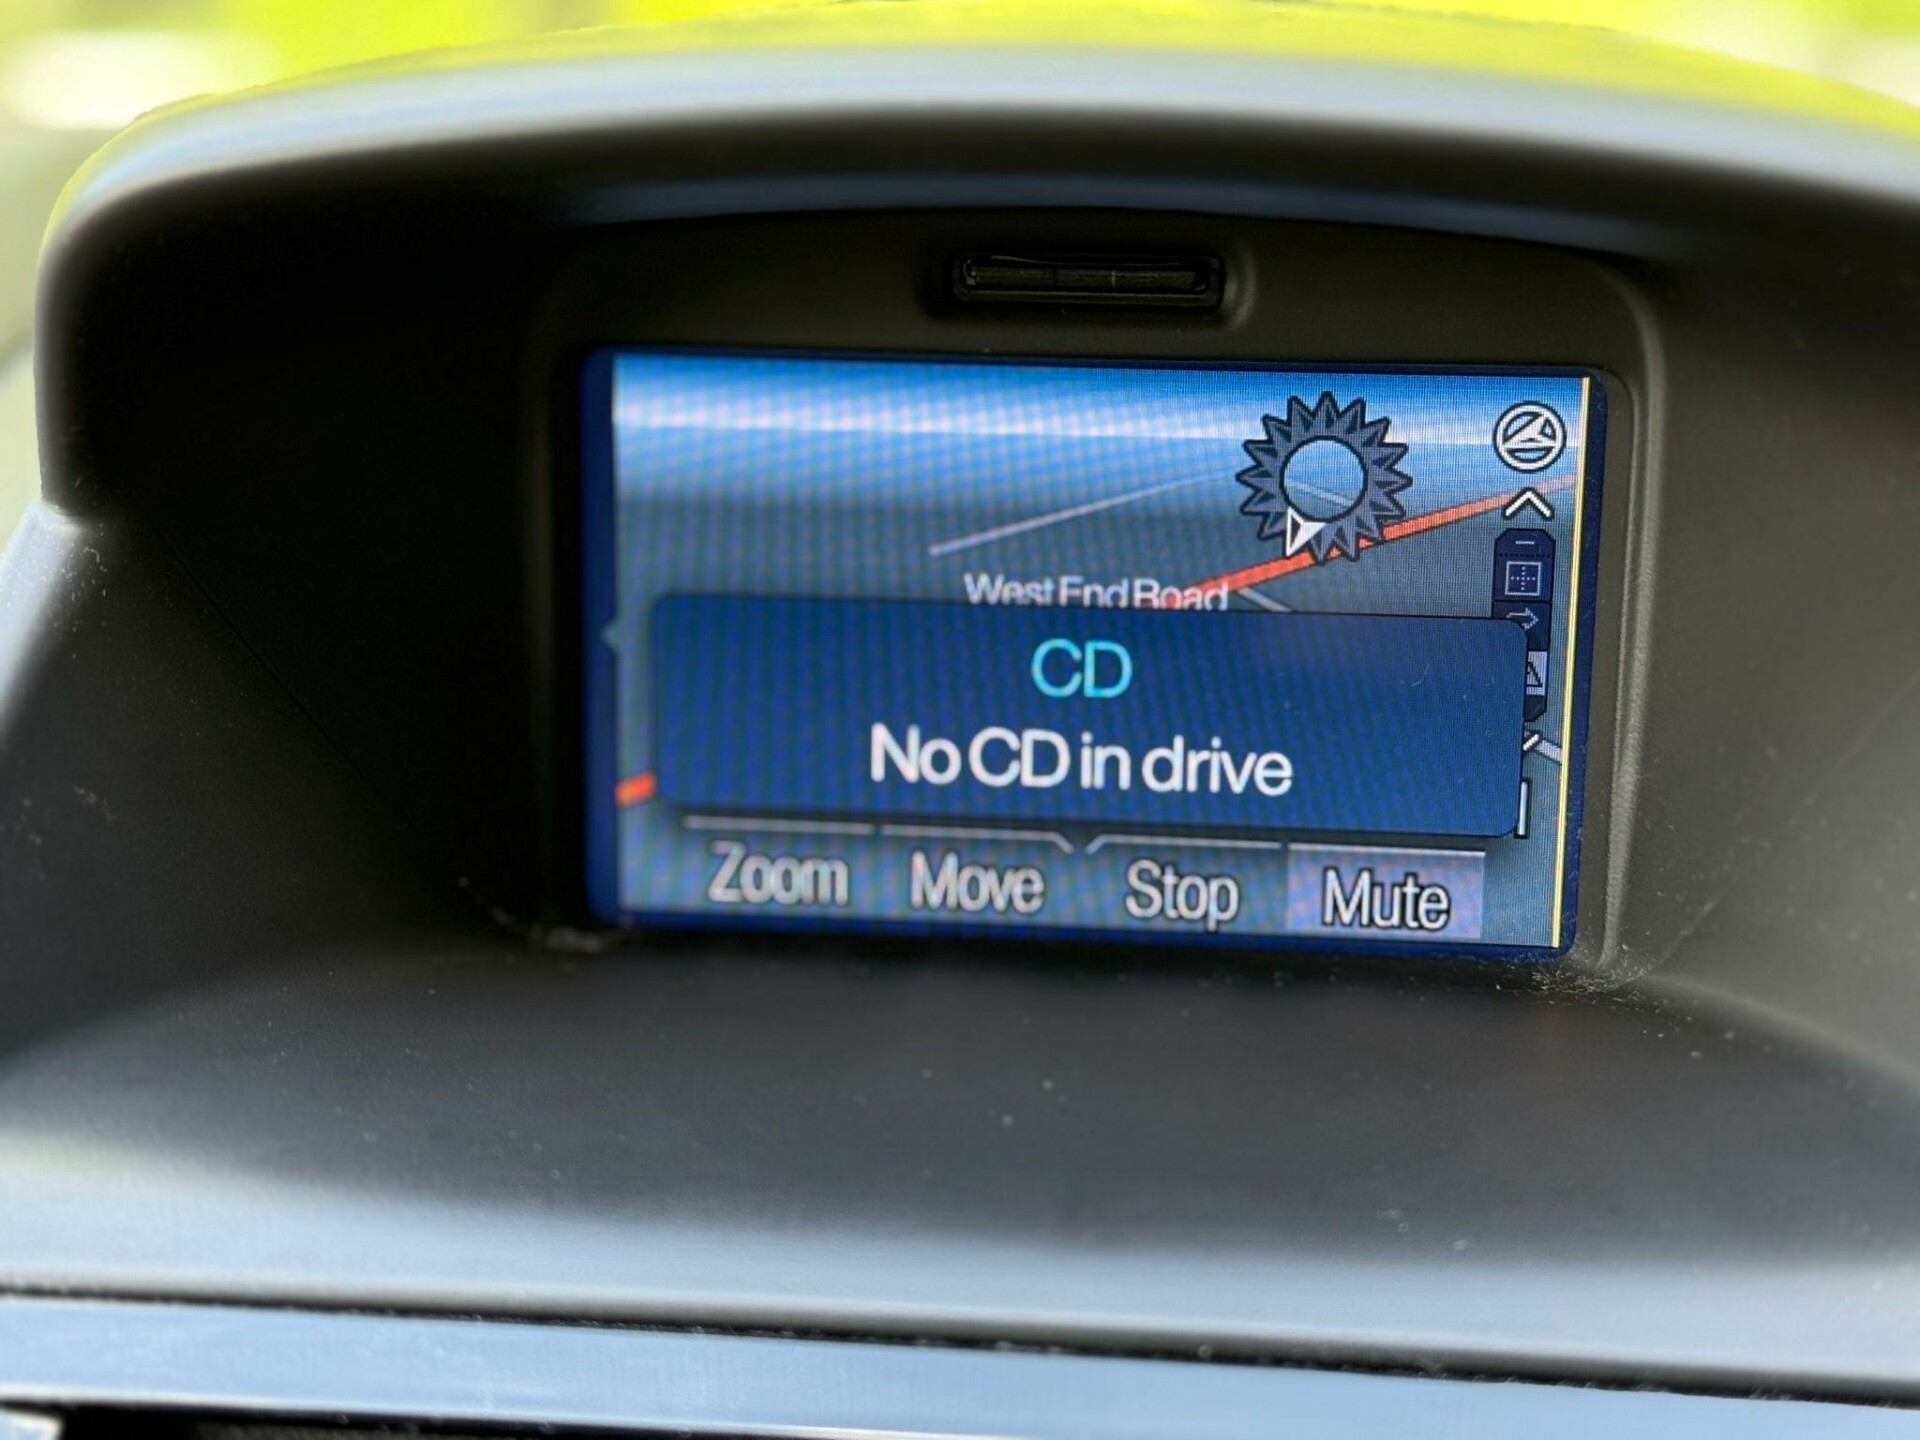 West End Road
CD
No CD in drive
Zoom Move Stop Mute